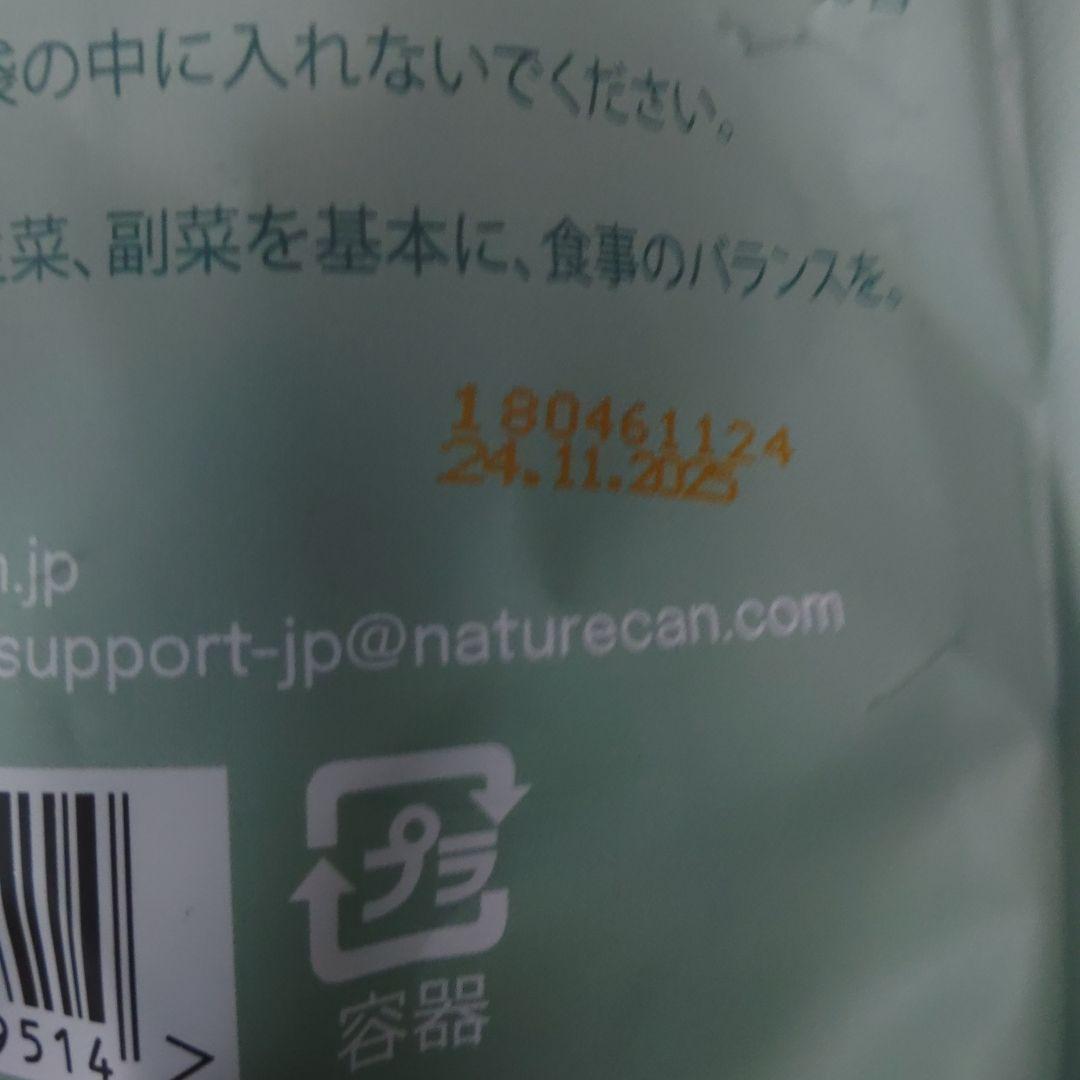 の中に入れないでください。
菜、副菜を基本に、食事のバランスを。
180461124
24.11.2025
.jp
support-jp@naturecan.com
プラ
容器
9514 >